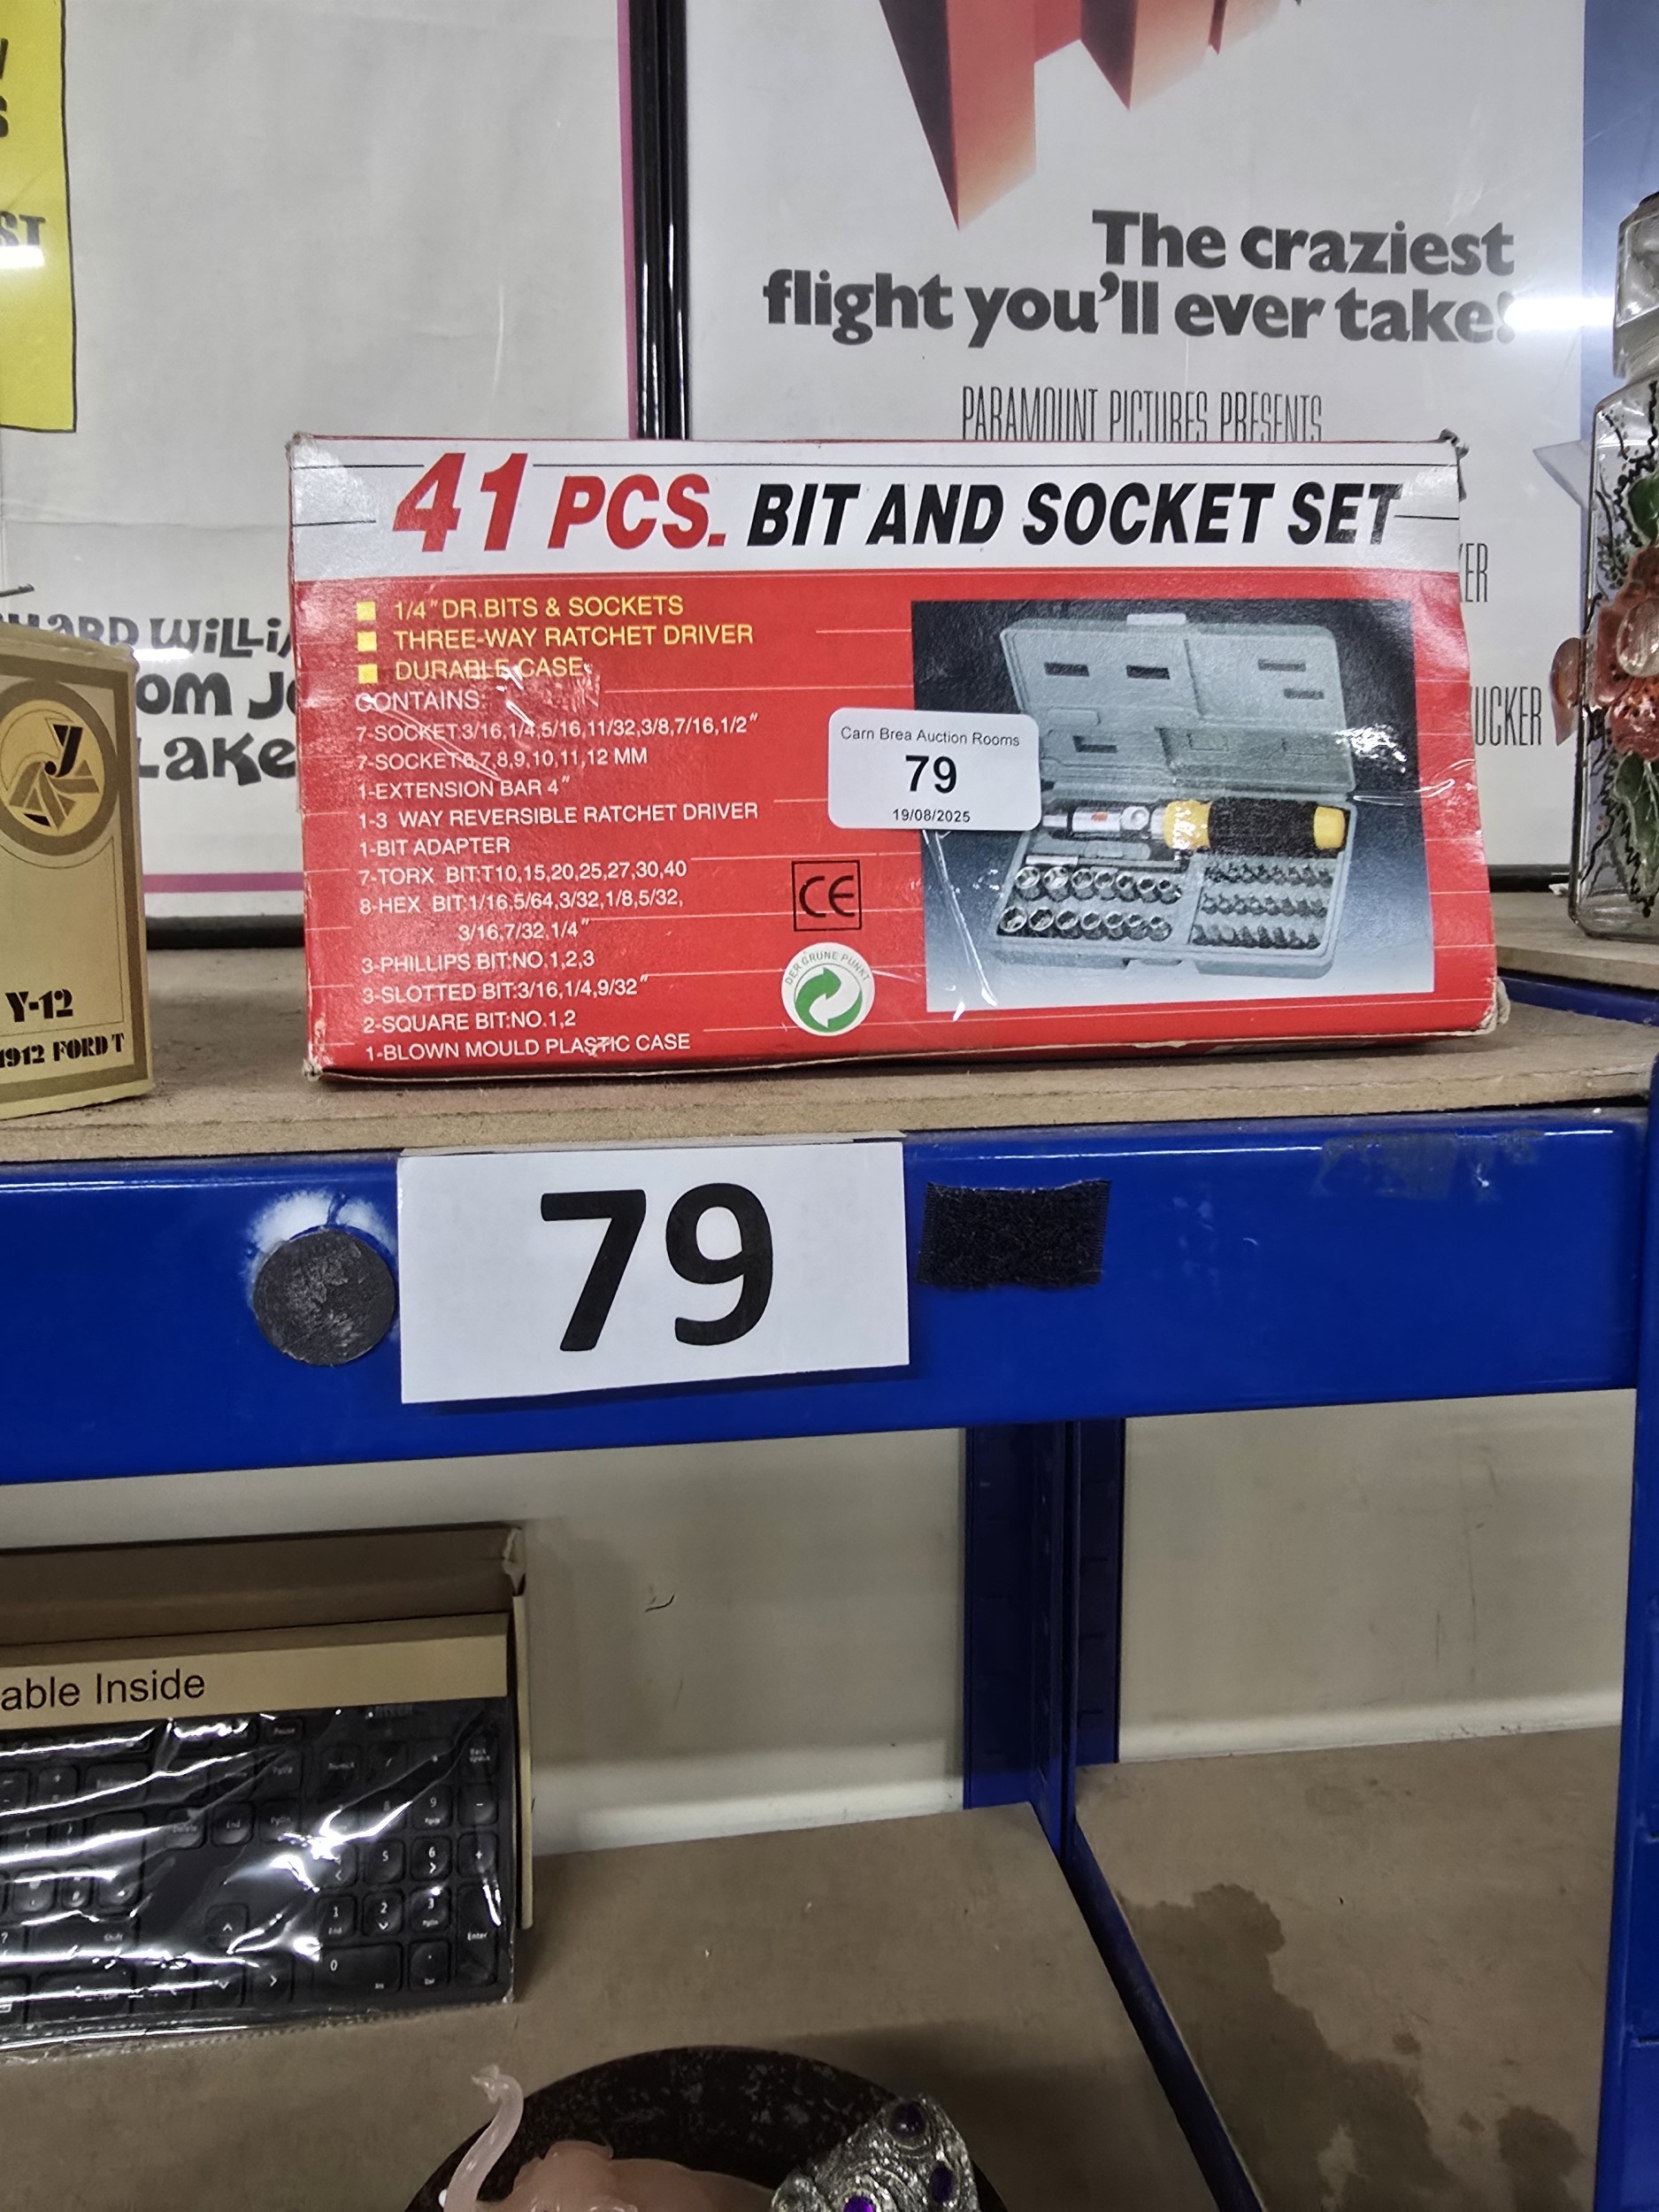 ST
The craziest
flight you'll ever take!
PARAMOUNT PICTURES PRESENTS
41 PCS. BIT AND SOCKET SET
1/4" DR.BITS & SOCKETS
THREE-WAY RATCHET DRIVER
DURABLE CASE
CONTAINS:
7-SOCKET:3/16,1/4,5/16,11/32,3/8,7/16,1/2"
7-SOCKET:6,7,8,9,10,11,12 MM
1-EXTENSION BAR 4"
1-3 WAY REVERSIBLE RATCHET DRIVER
1-BIT ADAPTER
7-TORX BIT:T10,15,20,25,27,30,40
8-HEX BIT:1/16,5/64,3/32,1/8,5/32,
3/16,7/32,1/4"
3-PHILLIPS BIT:NO.1,2,3
3-SLOTTED BIT:3/16,1/4,9/32"
2-SQUARE BIT:NO.1,2
1-BLOWN MOULD PLASTIC CASE
Carn Brea Auction Rooms
79
19/08/2025
CE
DER GRÜNE PUNKT
UCKER
Lake
Y-12
1912 FORD T
79
able Inside